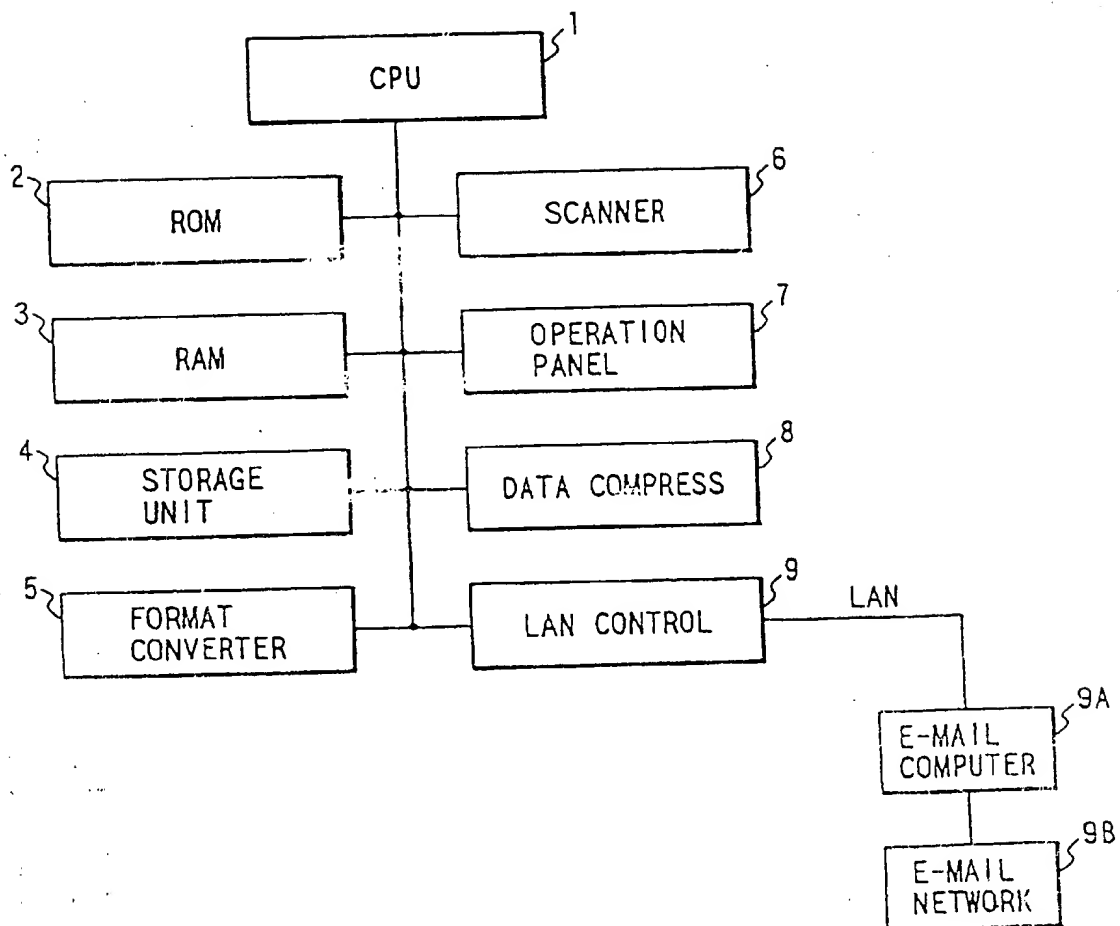 1
CPU
2
ROM
6
SCANNER
3
RAM
7
OPERATION
PANEL
4
STORAGE
UNIT
8
DATA COMPRESS
5
FORMAT
CONVERTER
9
LAN CONTROL
LAN
9A
E-MAIL
COMPUTER
9B
E-MAIL
NETWORK